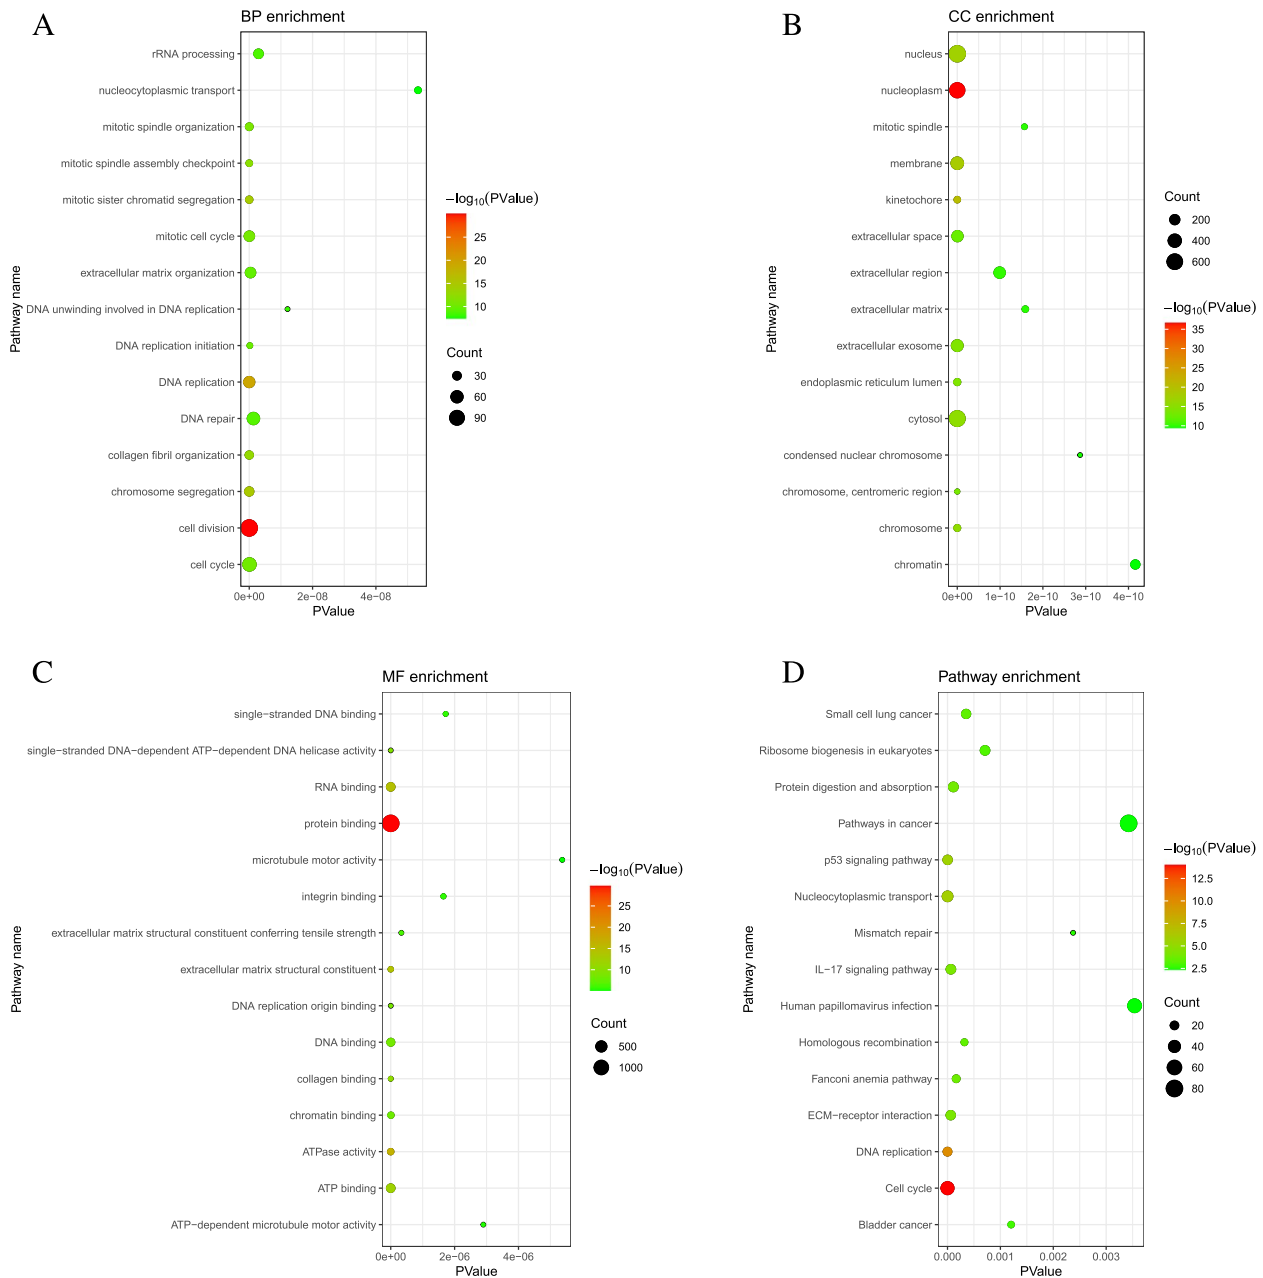 A
BP enrichment
Pathway name
rRNA processing
nucleocytoplasmic transport
mitotic spindle organization
mitotic spindle assembly checkpoint
mitotic sister chromatid segregation
mitotic cell cycle
extracellular matrix organization
DNA unwinding involved in DNA replication
DNA replication initiation
DNA replication
DNA repair
collagen fibril organization
chromosome segregation
cell division
cell cycle
0e+00 2e−08 4e−08
PValue
−log10(PValue)
25
20
15
10
Count
30
60
90
B
CC enrichment
Pathway name
nucleus
nucleoplasm
mitotic spindle
membrane
kinetochore
extracellular space
extracellular region
extracellular matrix
extracellular exosome
endoplasmic reticulum lumen
cytosol
condensed nuclear chromosome
chromosome, centromeric region
chromosome
chromatin
0e+00 1e−10 2e−10 3e−10 4e−10
PValue
Count
200
400
600
−log10(PValue)
35
30
25
20
15
10
C
MF enrichment
Pathway name
single−stranded DNA binding
single−stranded DNA−dependent ATP−dependent DNA helicase activity
RNA binding
protein binding
microtubule motor activity
integrin binding
extracellular matrix structural constituent conferring tensile strength
extracellular matrix structural constituent
DNA replication origin binding
DNA binding
collagen binding
chromatin binding
ATPase activity
ATP binding
ATP−dependent microtubule motor activity
0e+00 2e−06 4e−06
PValue
−log10(PValue)
25
20
15
10
Count
500
1000
D
Pathway enrichment
Pathway name
Small cell lung cancer
Ribosome biogenesis in eukaryotes
Protein digestion and absorption
Pathways in cancer
p53 signaling pathway
Nucleocytoplasmic transport
Mismatch repair
IL−17 signaling pathway
Human papillomavirus infection
Homologous recombination
Fanconi anemia pathway
ECM−receptor interaction
DNA replication
Cell cycle
Bladder cancer
0.000 0.001 0.002 0.003
PValue
−log10(PValue)
12.5
10.0
7.5
5.0
2.5
Count
20
40
60
80